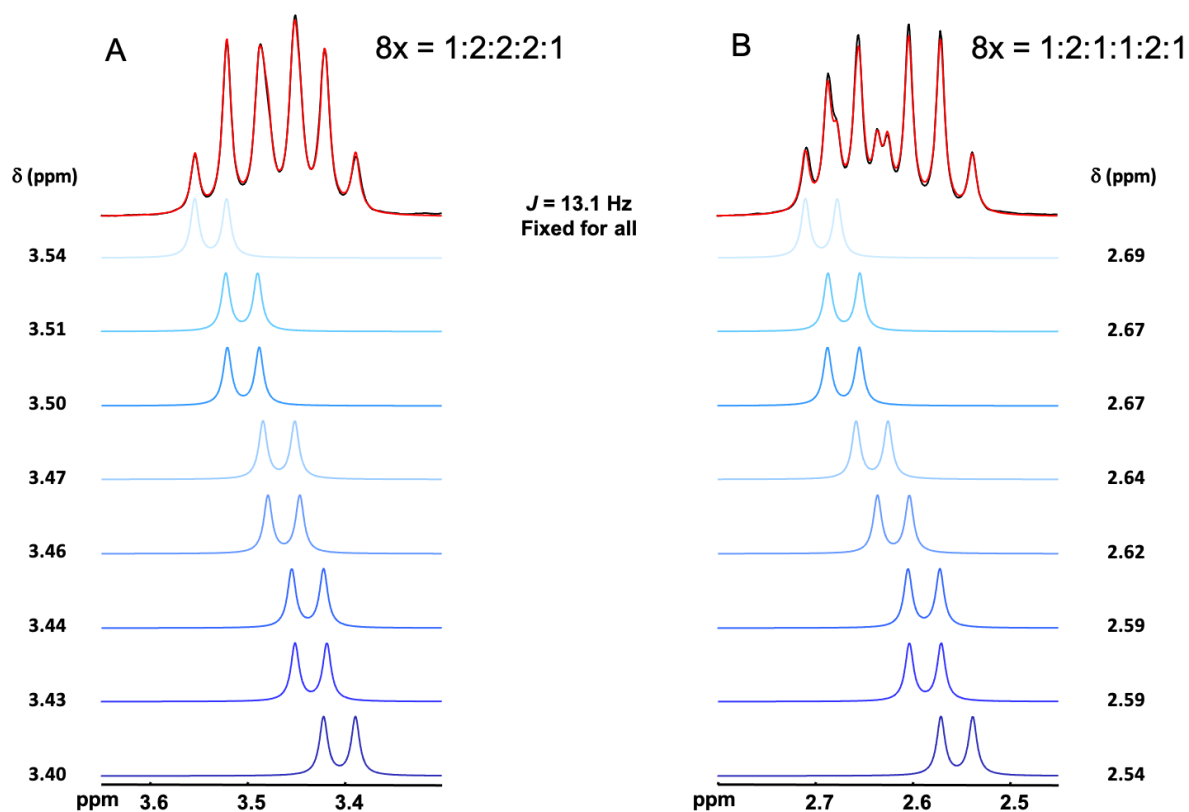 A
8x = 1:2:2:2:1
B
8x = 1:2:1:1:2:1
δ (ppm)
δ (ppm)
J = 13.1 Hz
Fixed for all
3.54
2.69
3.51
2.67
3.50
2.67
3.47
2.64
3.46
2.62
3.44
2.59
3.43
2.59
3.40
2.54
ppm 3.6 3.5 3.4
ppm 2.7 2.6 2.5